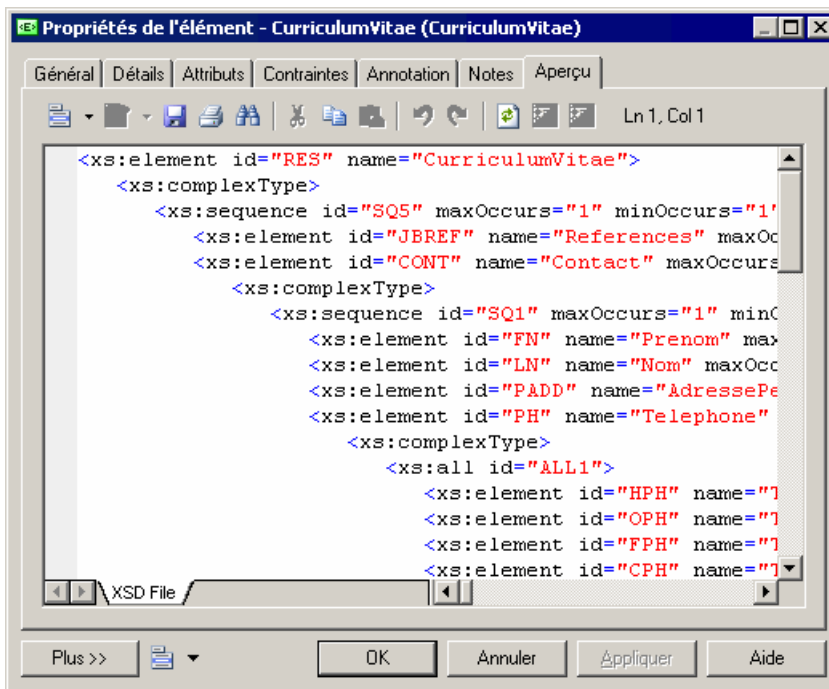 Propriétés de l'élément - CurriculumVitae (CurriculumVitae)
Général Détails Attributs Contraintes Annotation Notes Aperçu
Ln 1, Col 1
<xs:element id="RES" name="CurriculumVitae">
<xs:complexType>
<xs:sequence id="SQ5" maxOccurs="1" minOccurs="1"
<xs:element id="JBREF" name="References" maxOc
<xs:element id="CONT" name="Contact" maxOccurs
<xs:complexType>
<xs:sequence id="SQ1" maxOccurs="1" minO
<xs:element id="FN" name="Prenom" max
<xs:element id="LN" name="Nom" maxOcc
<xs:element id="PADD" name="AdressePe
<xs:element id="PH" name="Telephone"
<xs:complexType>
<xs:all id="ALL1">
<xs:element id="HPH" name="T
<xs:element id="OPH" name="T
<xs:element id="FPH" name="T
<xs:element id="CPH" name="T
XSD File
Plus >> OK Annuler Appliquer Aide